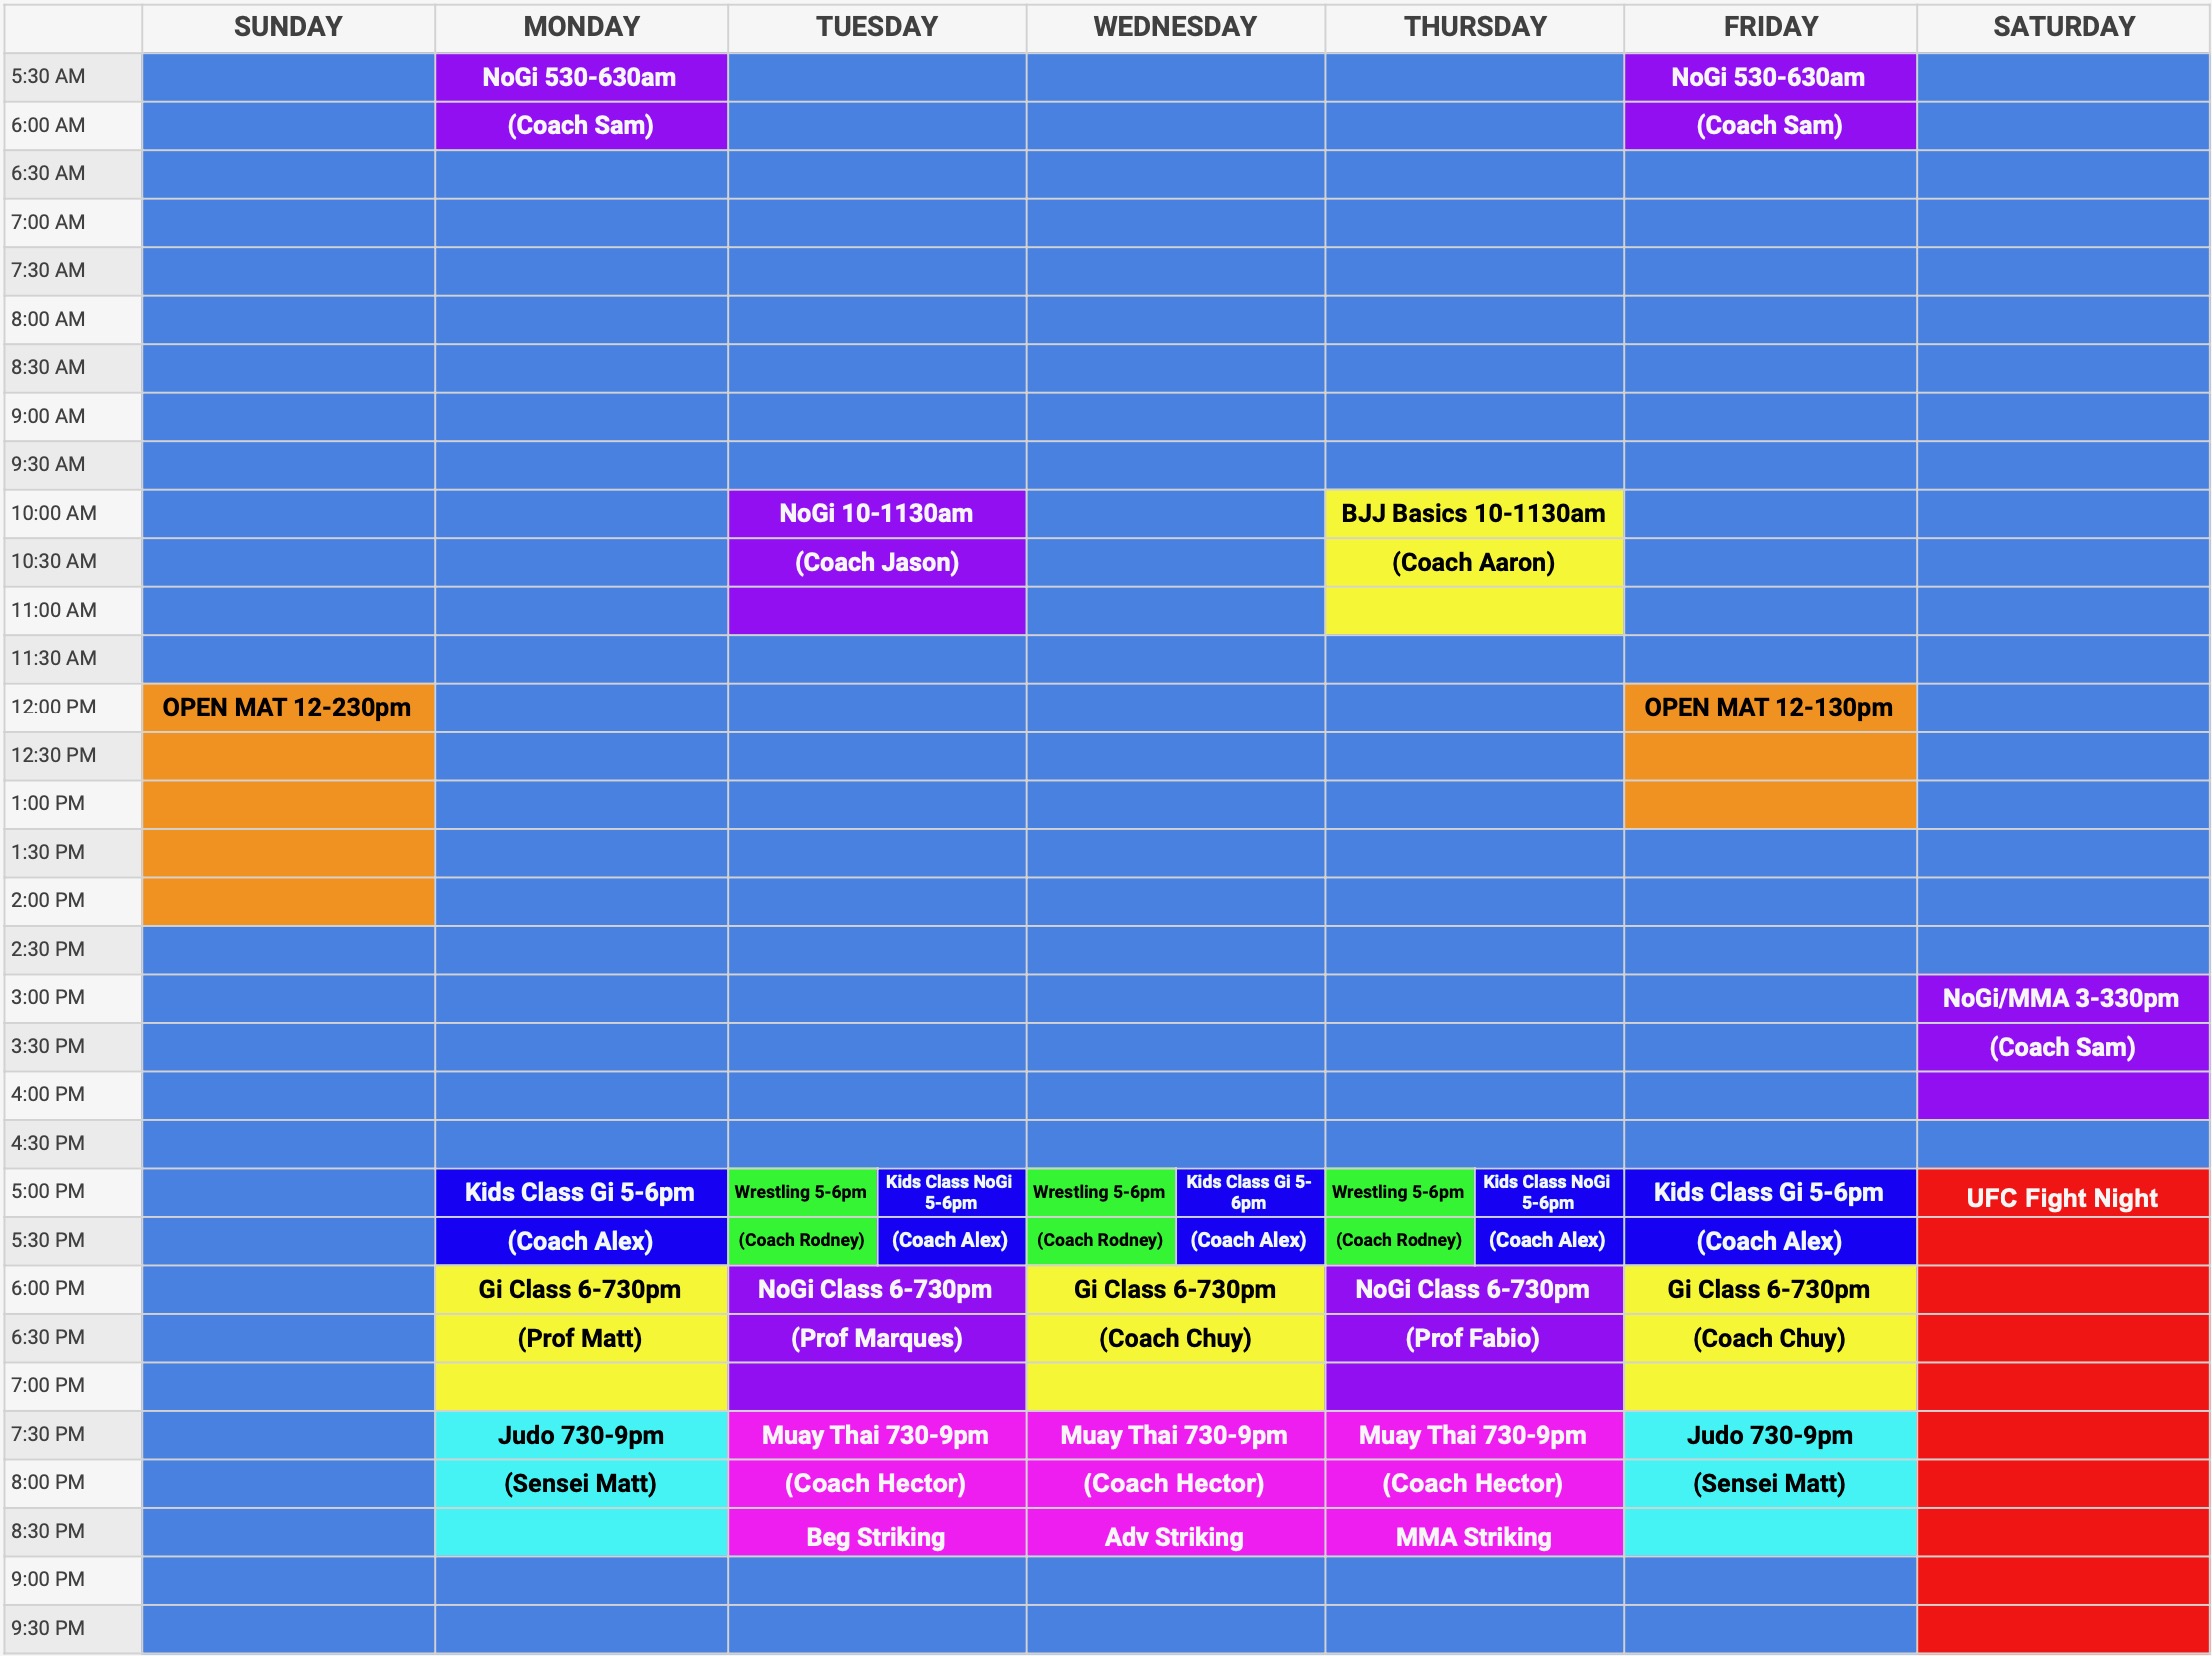 SUNDAY MONDAY TUESDAY WEDNESDAY THURSDAY FRIDAY SATURDAY
5:30 AM NoGi 530-630am NoGi 530-630am
6:00 AM (Coach Sam) (Coach Sam)
6:30 AM
7:00 AM
7:30 AM
8:00 AM
8:30 AM
9:00 AM
9:30 AM
10:00 AM NoGi 10-1130am BJJ Basics 10-1130am
10:30 AM (Coach Jason) (Coach Aaron)
11:00 AM
11:30 AM
12:00 PM OPEN MAT 12-230pm OPEN MAT 12-130pm
12:30 PM
1:00 PM
1:30 PM
2:00 PM
2:30 PM
3:00 PM NoGi/MMA 3-330pm
3:30 PM (Coach Sam)
4:00 PM
4:30 PM
5:00 PM Kids Class Gi 5-6pm Wrestling 5-6pm Kids Class NoGi 5-6pm Wrestling 5-6pm Kids Class Gi 5-6pm Wrestling 5-6pm Kids Class NoGi 5-6pm Kids Class Gi 5-6pm UFC Fight Night
5:30 PM (Coach Alex) (Coach Rodney) (Coach Alex) (Coach Rodney) (Coach Alex) (Coach Rodney) (Coach Alex) (Coach Alex)
6:00 PM Gi Class 6-730pm NoGi Class 6-730pm Gi Class 6-730pm NoGi Class 6-730pm Gi Class 6-730pm
6:30 PM (Prof Matt) (Prof Marques) (Coach Chuy) (Prof Fabio) (Coach Chuy)
7:00 PM
7:30 PM Judo 730-9pm Muay Thai 730-9pm Muay Thai 730-9pm Muay Thai 730-9pm Judo 730-9pm
8:00 PM (Sensei Matt) (Coach Hector) (Coach Hector) (Coach Hector) (Sensei Matt)
8:30 PM Beg Striking Adv Striking MMA Striking
9:00 PM
9:30 PM